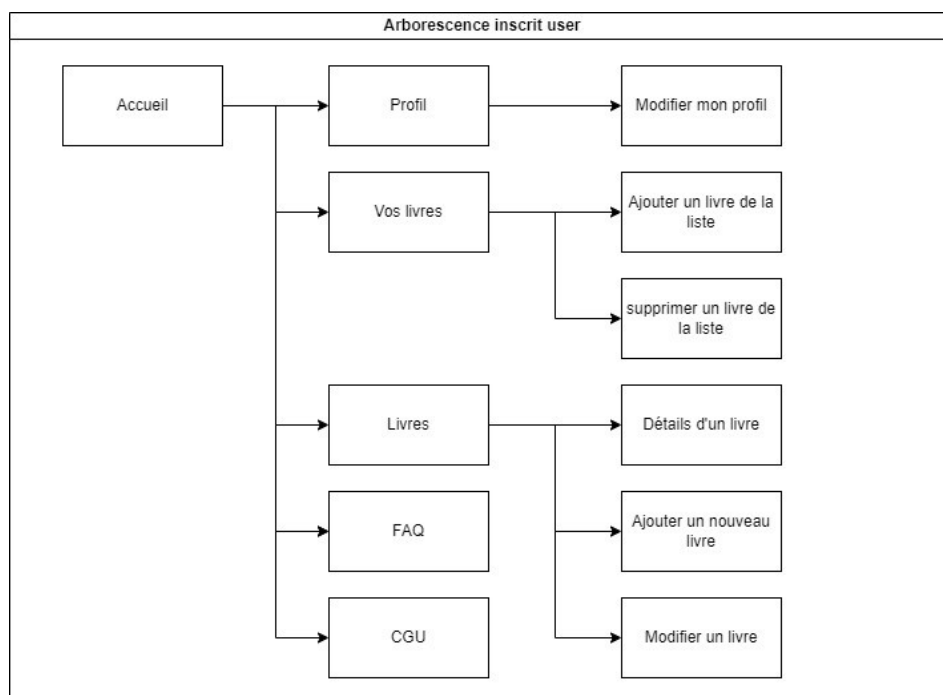 Arborescence inscrit user
Accueil
Profil
Modifier mon profil
Vos livres
Ajouter un livre de la
liste
supprimer un livre de
la liste
Livres
Détails d'un livre
FAQ
Ajouter un nouveau
livre
CGU
Modifier un livre